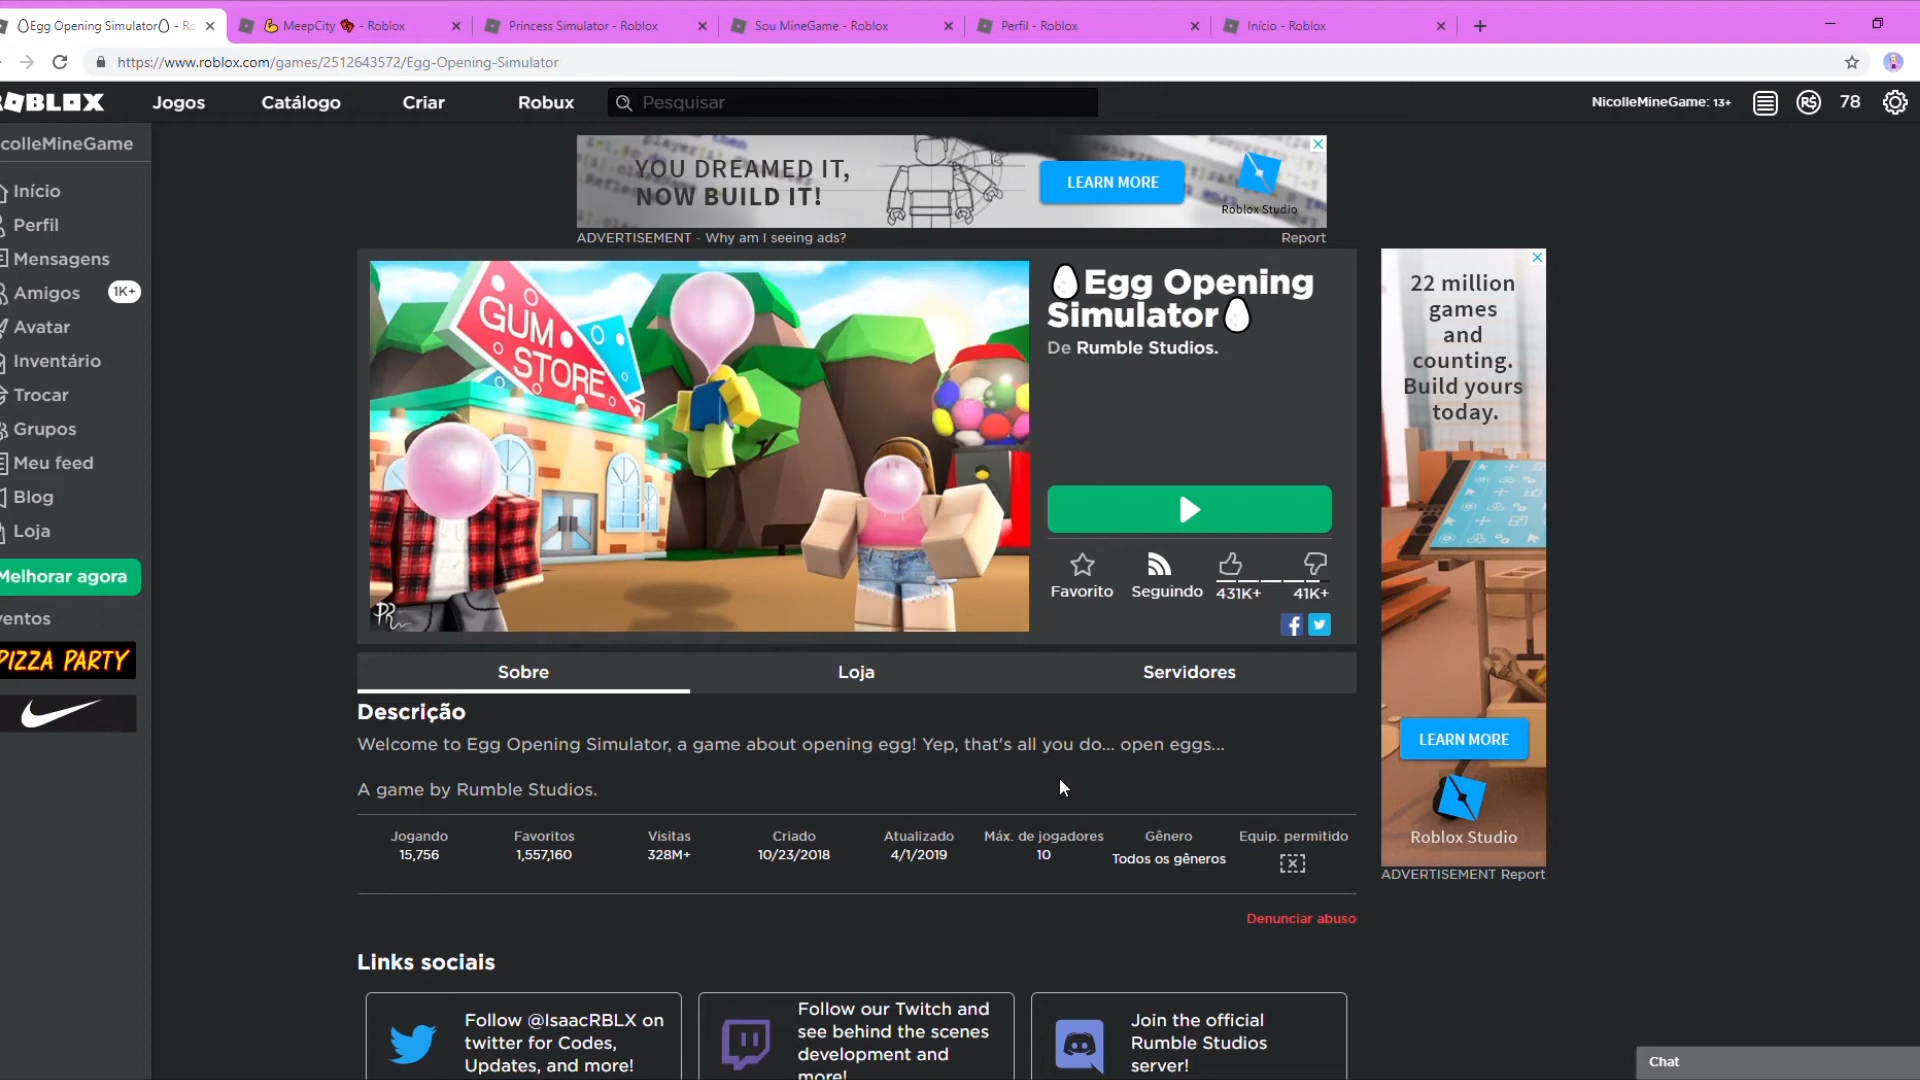 Egg Opening Simulator - Ro
MeepCity - Roblox
Princess Simulator - Roblox
Sou MineGame - Roblox
Perfil - Roblox
Início - Roblox
https://www.roblox.com/games/2512643572/Egg-Opening-Simulator
ROBLOX
Jogos
Catálogo
Criar
Robux
Pesquisar
NicolleMineGame: 13+
R$
78
colleMineGame
Início
Perfil
Mensagens
Amigos
1K+
Avatar
Inventário
Trocar
Grupos
Meu feed
Blog
Loja
Melhorar agora
ventos
PIZZA PARTY
YOU DREAMED IT,
NOW BUILD IT!
LEARN MORE
Roblox Studio
ADVERTISEMENT - Why am I seeing ads?
Report
GUM
STORE
Egg Opening
Simulator
De Rumble Studios.
Favorito
Seguindo
431K+
41K+
Sobre
Loja
Servidores
Descrição
Welcome to Egg Opening Simulator, a game about opening egg! Yep, that's all you do... open eggs...
A game by Rumble Studios.
Jogando
Favoritos
Visitas
Criado
Atualizado
Máx. de jogadores
Gênero
Equip. permitido
15,756
1,557,160
328M+
10/23/2018
4/1/2019
10
Todos os gêneros
Denunciar abuso
Links sociais
Follow @IsaacRBLX on
twitter for Codes,
Updates, and more!
Follow our Twitch and
see behind the scenes
development and
more!
Join the official
Rumble Studios
server!
22 million
games
and
counting.
Build yours
today.
LEARN MORE
Roblox Studio
ADVERTISEMENT Report
Chat